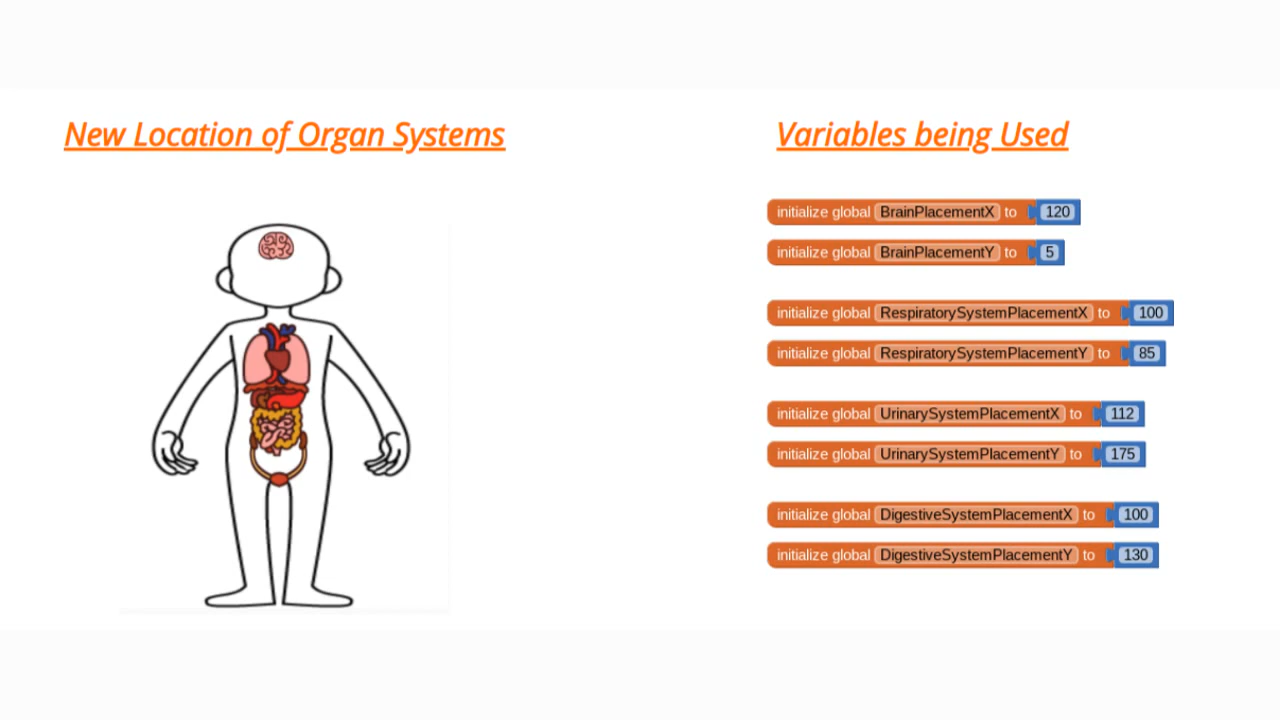 New Location of Organ Systems
Variables being Used
initialize global BrainPlacementX to 120
initialize global BrainPlacementY to 5
initialize global RespiratorySystemPlacementX to 100
initialize global RespiratorySystemPlacementY to 85
initialize global UrinarySystemPlacementX to 112
initialize global UrinarySystemPlacementY to 175
initialize global DigestiveSystemPlacementX to 100
initialize global DigestiveSystemPlacementY to 130